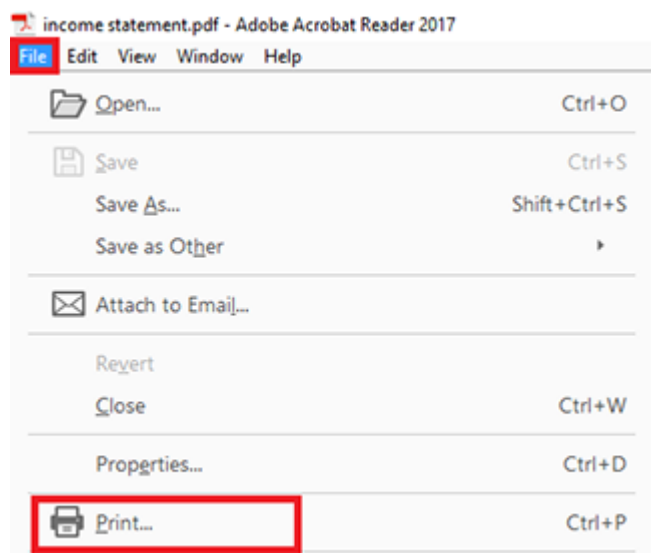 income statement.pdf - Adobe Acrobat Reader 2017
File Edit View Window Help
Open... Ctrl+O
Save Ctrl+S
Save As... Shift+Ctrl+S
Save as Other
Attach to Email...
Revert
Close Ctrl+W
Properties... Ctrl+D
Print... Ctrl+P